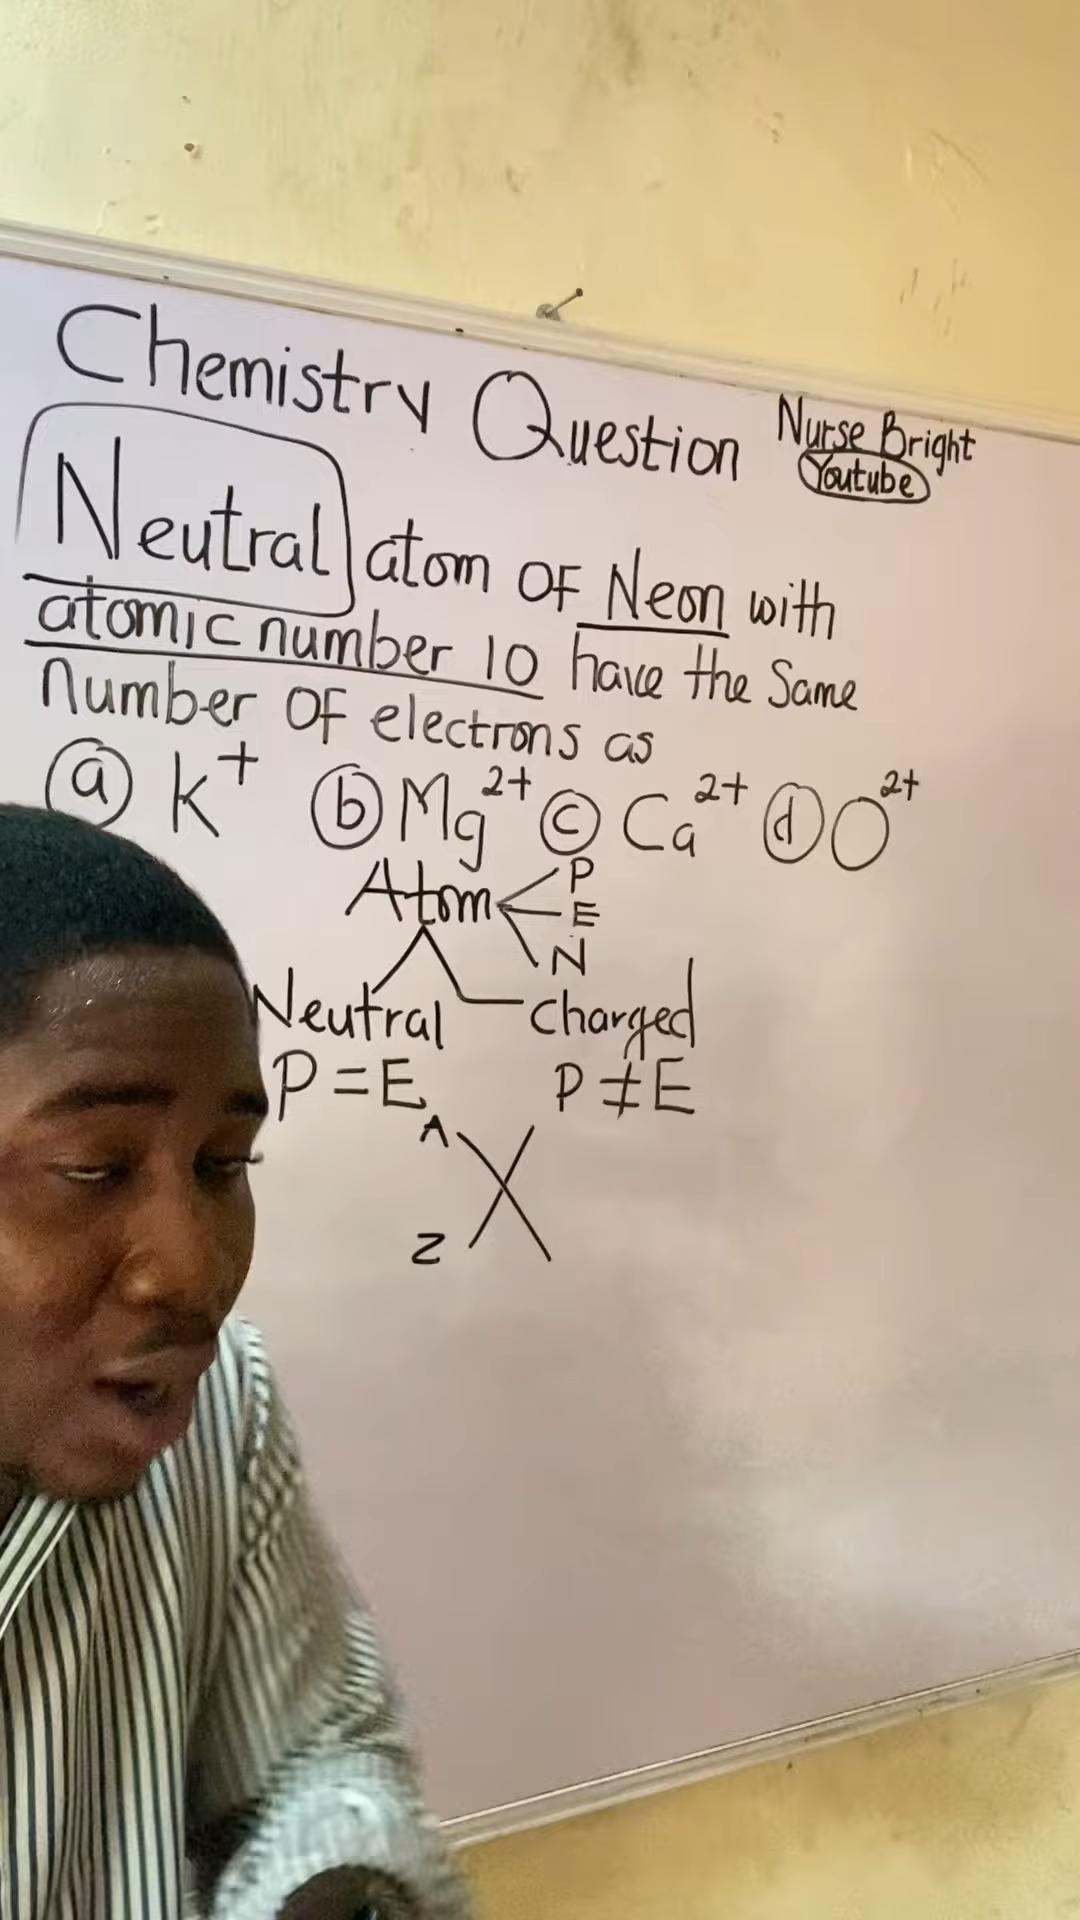 Chemistry Question
Nurse Bright
Youtube
Neutral atom OF Neon with
atomic number 10 have the Same
Number OF electrons as
a K+ b Mg2+ c Ca2+ d O2+
Atom
P
E
N
Neutral charged
P = E P ≠ E
A
Z X